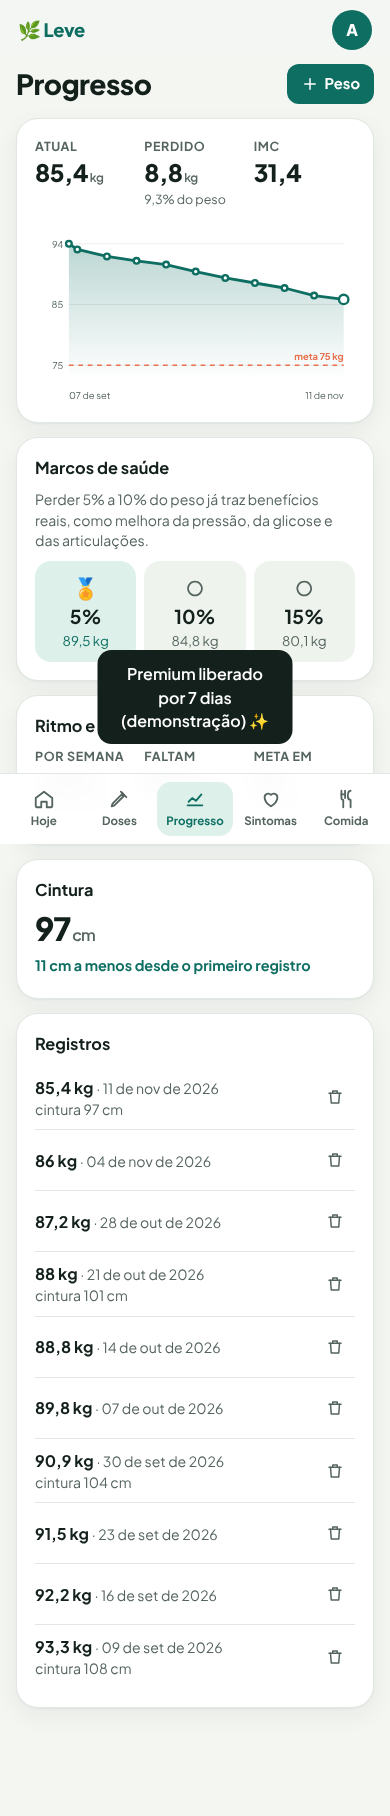 🌿 Leve
A
Progresso
+ Peso
ATUAL
85,4 kg
PERDIDO
8,8 kg
9,3% do peso
IMC
31,4
94
85
75
meta 75 kg
07 de set
11 de nov
Marcos de saúde
Perder 5% a 10% do peso já traz benefícios
reais, como melhora da pressão, da glicose e
das articulações.
🏅
5%
89,5 kg
10%
84,8 kg
15%
80,1 kg
Premium liberado
por 7 dias
(demonstração) ✨
Ritmo e
POR SEMANA
FALTAM
META EM
Hoje
Doses
Progresso
Sintomas
Comida
Cintura
97 cm
11 cm a menos desde o primeiro registro
Registros
85,4 kg · 11 de nov de 2026
cintura 97 cm
86 kg · 04 de nov de 2026
87,2 kg · 28 de out de 2026
88 kg · 21 de out de 2026
cintura 101 cm
88,8 kg · 14 de out de 2026
89,8 kg · 07 de out de 2026
90,9 kg · 30 de set de 2026
cintura 104 cm
91,5 kg · 23 de set de 2026
92,2 kg · 16 de set de 2026
93,3 kg · 09 de set de 2026
cintura 108 cm